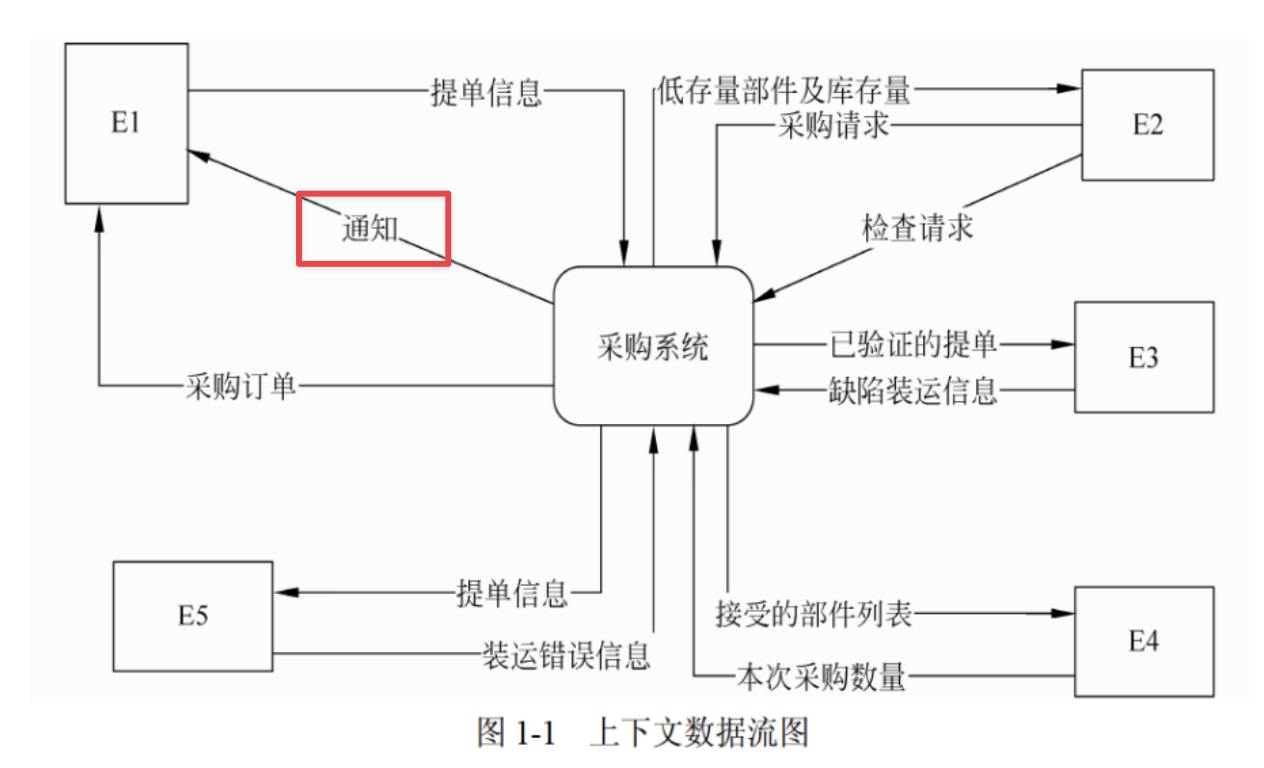 E1
提单信息
低存量部件及库存量
采购请求
E2
通知
检查请求
采购系统
已验证的提单
E3
缺陷装运信息
采购订单
E5
提单信息
装运错误信息
接受的部件列表
E4
本次采购数量
图 1-1 上下文数据流图